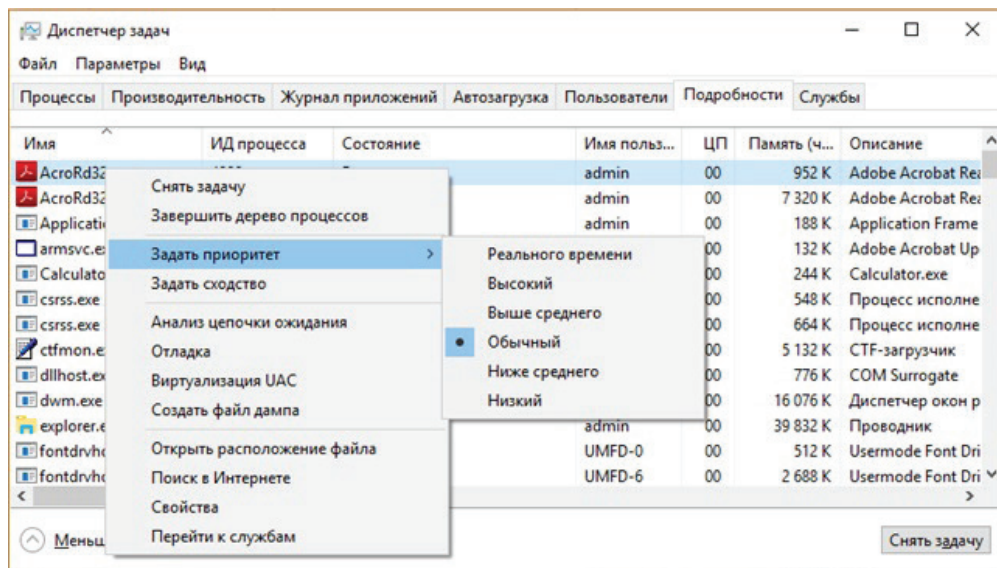 Диспетчер задач
Файл Параметры Вид
Процессы Производительность Журнал приложений Автозагрузка Пользователи Подробности Службы
Имя ИД процесса Состояние Имя польз... ЦП Память (ч... Описание
AcroRd32 admin 00 952 K Adobe Acrobat Rea
AcroRd32 admin 00 7 320 K Adobe Acrobat Rea
Applicati admin 00 188 K Application Frame
armsvc.e 00 132 K Adobe Acrobat Up
Calculato 00 244 K Calculator.exe
csrss.exe 00 548 K Процесс исполне
csrss.exe 00 664 K Процесс исполне
ctfmon.e 00 5 132 K CTF-загрузчик
dllhost.ex 00 776 K COM Surrogate
dwm.exe 00 16 076 K Диспетчер окон р
explorer.e admin 00 39 832 K Проводник
fontdrvho UMFD-0 00 512 K Usermode Font Dri
fontdrvho UMFD-6 00 2 688 K Usermode Font Dri
Снять задачу
Завершить дерево процессов
Задать приоритет
Задать сходство
Анализ цепочки ожидания
Отладка
Виртуализация UAC
Создать файл дампа
Открыть расположение файла
Поиск в Интернете
Свойства
Перейти к службам
Реального времени
Высокий
Выше среднего
Обычный
Ниже среднего
Низкий
Меньш
Снять задачу